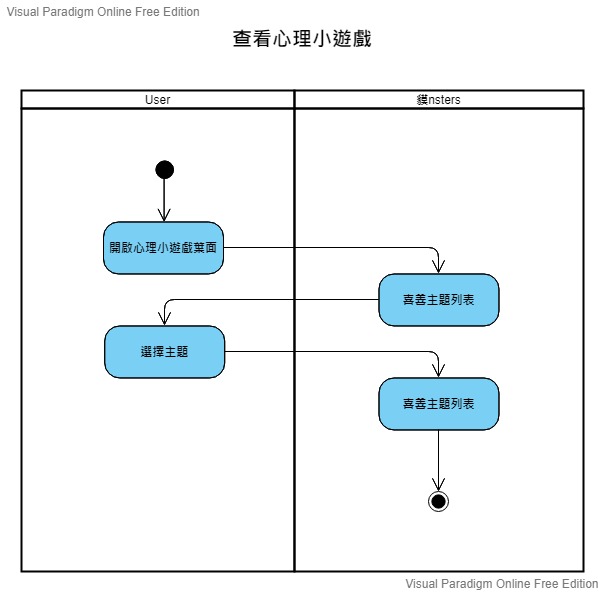 Visual Paradigm Online Free Edition
查看心理小遊戲
User
貘nsters
開啟心理小遊戲葉面
喜善主題列表
選擇主題
喜善主題列表
Visual Paradigm Online Free Edition